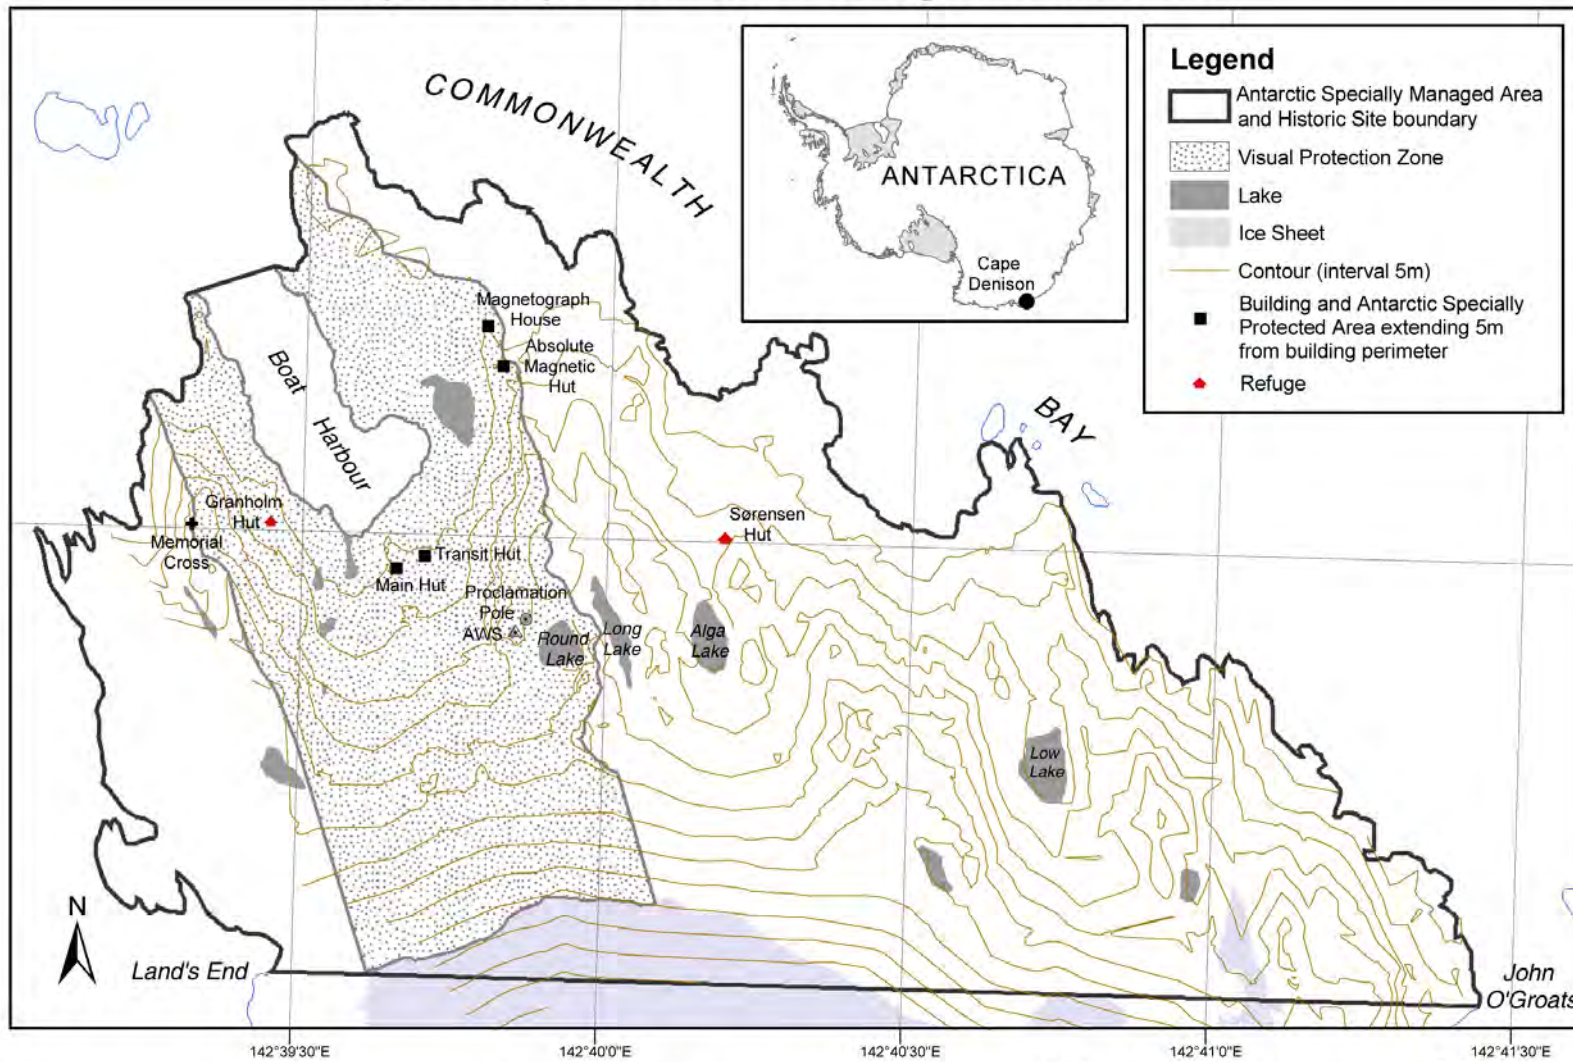 COMMONWEALTH
BAY
ANTARCTICA
Cape
Denison
Legend
Antarctic Specially Managed Area
and Historic Site boundary
Visual Protection Zone
Lake
Ice Sheet
Contour (interval 5m)
Building and Antarctic Specially
Protected Area extending 5m
from building perimeter
Refuge
Magnetograph
House
Absolute
Magnetic
Hut
Boat
Harbour
Granholm
Hut
Memorial
Cross
Transit Hut
Main Hut
Proclamation
Pole
AWS
Round
Lake
Long
Lake
Alga
Lake
Sørensen
Hut
Low
Lake
N
Land's End
John
O'Groats
142°39'30"E
142°40'0"E
142°40'30"E
142°41'0"E
142°41'30"E